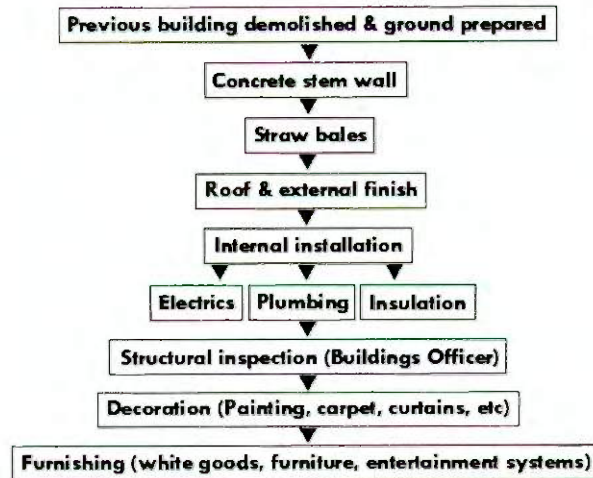 Previous building demolished & ground prepared
Concrete stem wall
Straw bales
Roof & external finish
Internal installation
Electrics
Plumbing
Insulation
Structural inspection (Buildings Officer)
Decoration (Painting, carpet, curtains, etc)
Furnishing (white goods, furniture, entertainment systems)